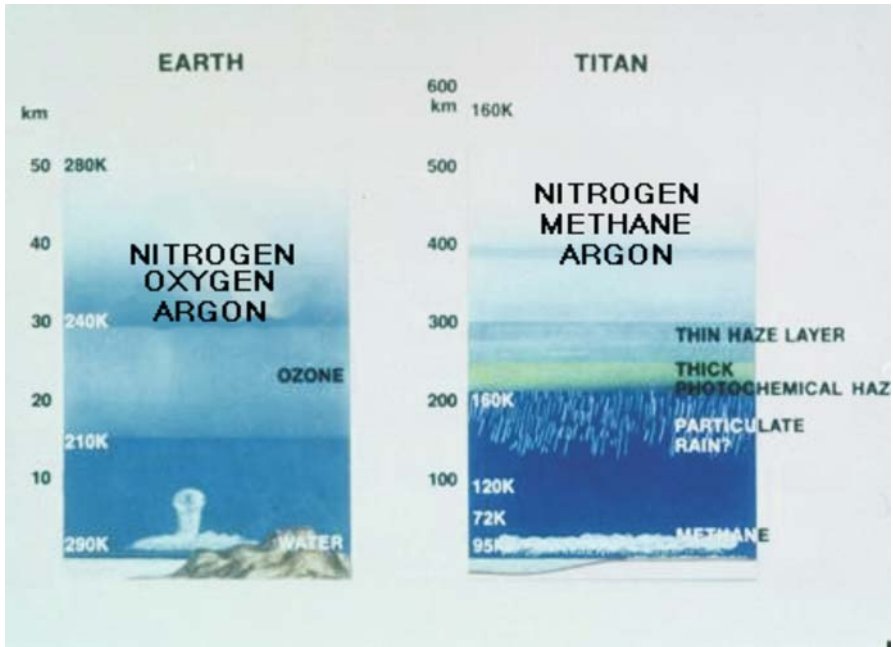 EARTH
km
50 280K
40
NITROGEN
OXYGEN
ARGON
30 240K
OZONE
20
210K
10
290K WATER
TITAN
600
km 160K
500
NITROGEN
METHANE
ARGON
400
300
THIN HAZE LAYER
THICK
PHOTOCHEMICAL HAZ
200 160K
PARTICULATE
RAIN?
100
120K
72K
METHANE
95K